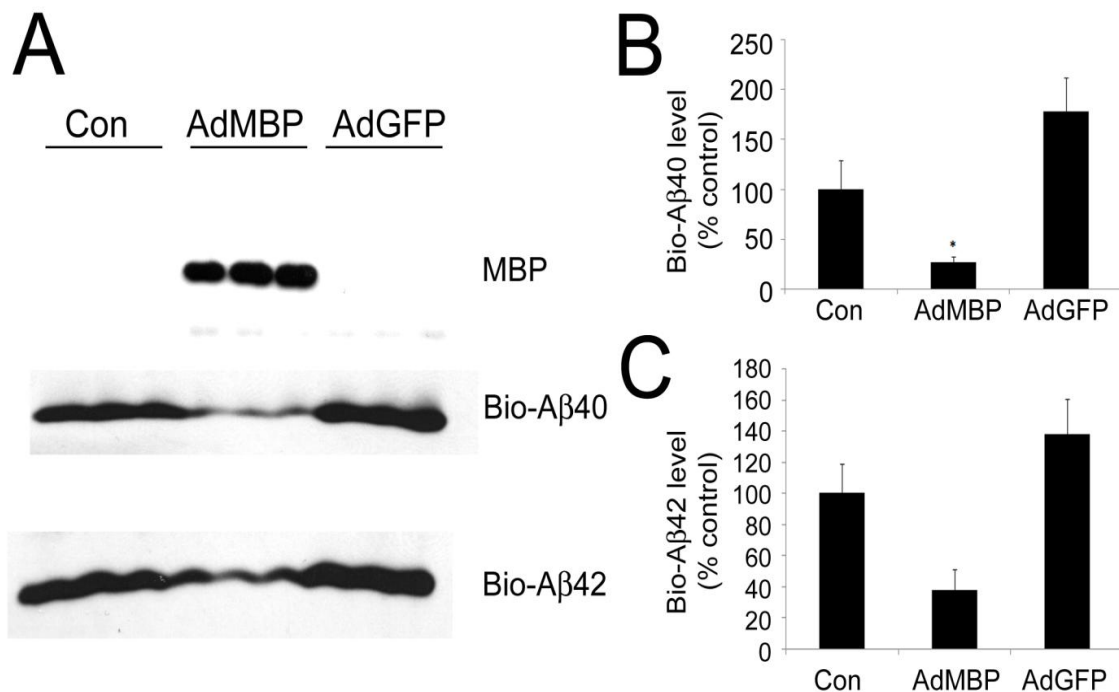 A
Con AdMBP AdGFP
MBP
Bio-Aβ40
Bio-Aβ42
B
Bio-Aβ40 level
(% control)
250
200
150
100
50
0
*
Con AdMBP AdGFP
C
Bio-Aβ42 level
(% control)
180
160
140
120
100
80
60
40
20
0
Con AdMBP AdGFP